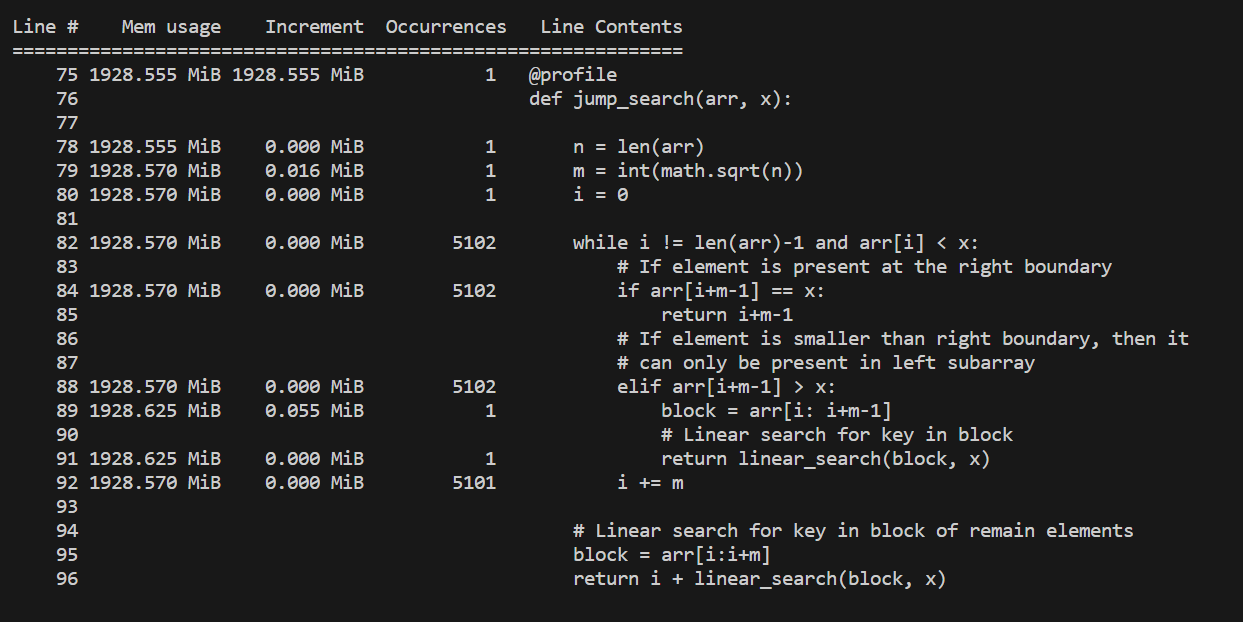 Line #    Mem usage    Increment  Occurrences   Line Contents
=============================================================
    75 1928.555 MiB 1928.555 MiB           1   @profile
    76                                         def jump_search(arr, x):
    77
    78 1928.555 MiB    0.000 MiB           1       n = len(arr)
    79 1928.570 MiB    0.016 MiB           1       m = int(math.sqrt(n))
    80 1928.570 MiB    0.000 MiB           1       i = 0
    81
    82 1928.570 MiB    0.000 MiB        5102       while i != len(arr)-1 and arr[i] < x:
    83                                                 # If element is present at the right boundary
    84 1928.570 MiB    0.000 MiB        5102           if arr[i+m-1] == x:
    85                                                     return i+m-1
    86                                                 # If element is smaller than right boundary, then it
    87                                                 # can only be present in left subarray
    88 1928.570 MiB    0.000 MiB        5102           elif arr[i+m-1] > x:
    89 1928.625 MiB    0.055 MiB           1               block = arr[i: i+m-1]
    90                                                     # Linear search for key in block
    91 1928.625 MiB    0.000 MiB           1               return linear_search(block, x)
    92 1928.570 MiB    0.000 MiB        5101           i += m
    93
    94                                             # Linear search for key in block of remain elements
    95                                             block = arr[i:i+m]
    96                                             return i + linear_search(block, x)